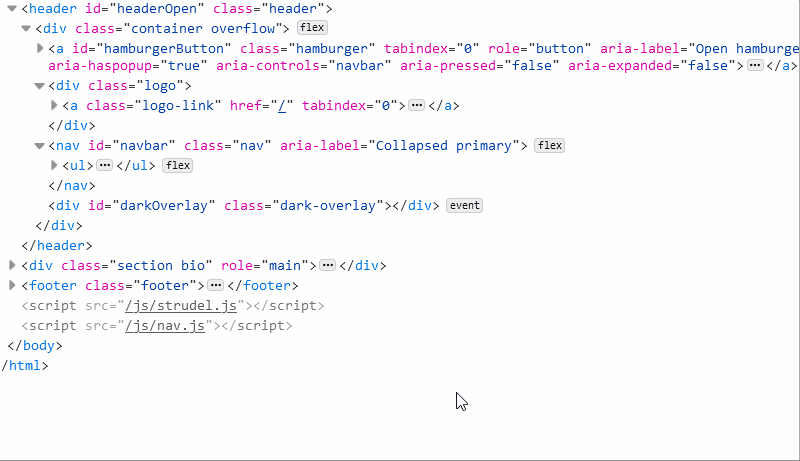 <header id="headerOpen" class="header">
<div class="container overflow"> flex
<a id="hamburgerButton" class="hamburger" tabindex="0" role="button" aria-label="Open hamburge
aria-haspopup="true" aria-controls="navbar" aria-pressed="false" aria-expanded="false">…</a>
<div class="logo">
<a class="logo-link" href="/" tabindex="0">…</a>
</div>
<nav id="navbar" class="nav" aria-label="Collapsed primary"> flex
<ul>…</ul> flex
</nav>
<div id="darkOverlay" class="dark-overlay"></div> event
</div>
</header>
<div class="section bio" role="main">…</div>
<footer class="footer">…</footer>
<script src="/js/strudel.js"></script>
<script src="/js/nav.js"></script>
</body>
/html>